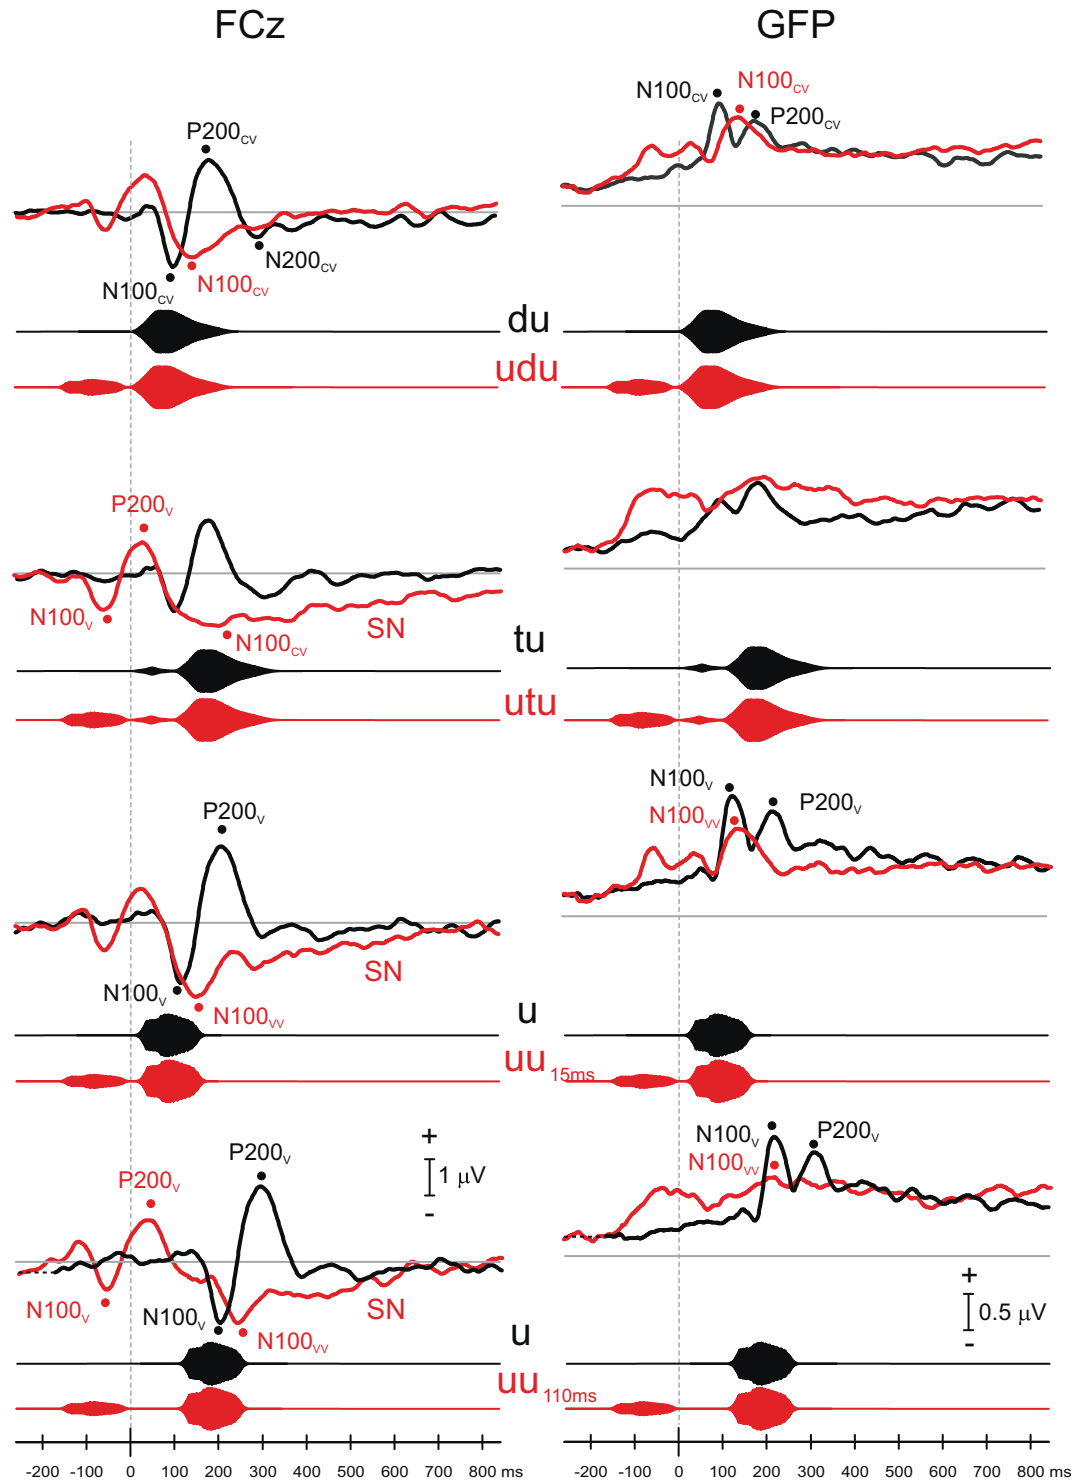 FCz GFP
P200CV
N200CV
N100CV
N100CV
N100CV
N100CV
P200CV
du
udu
P200V
N100V
N100CV
SN
tu
utu
P200V
N100V
N100VV
SN
N100V
P200V
N100VV
u
uu 15ms
P200V
P200V
+
1 µV
-
N100V
N100V
N100VV
SN
N100V
P200V
N100VV
+
0.5 µV
-
u
uu 110ms
-200 -100 0 100 200 300 400 500 600 700 800 ms
-200 -100 0 100 200 300 400 500 600 700 800 ms